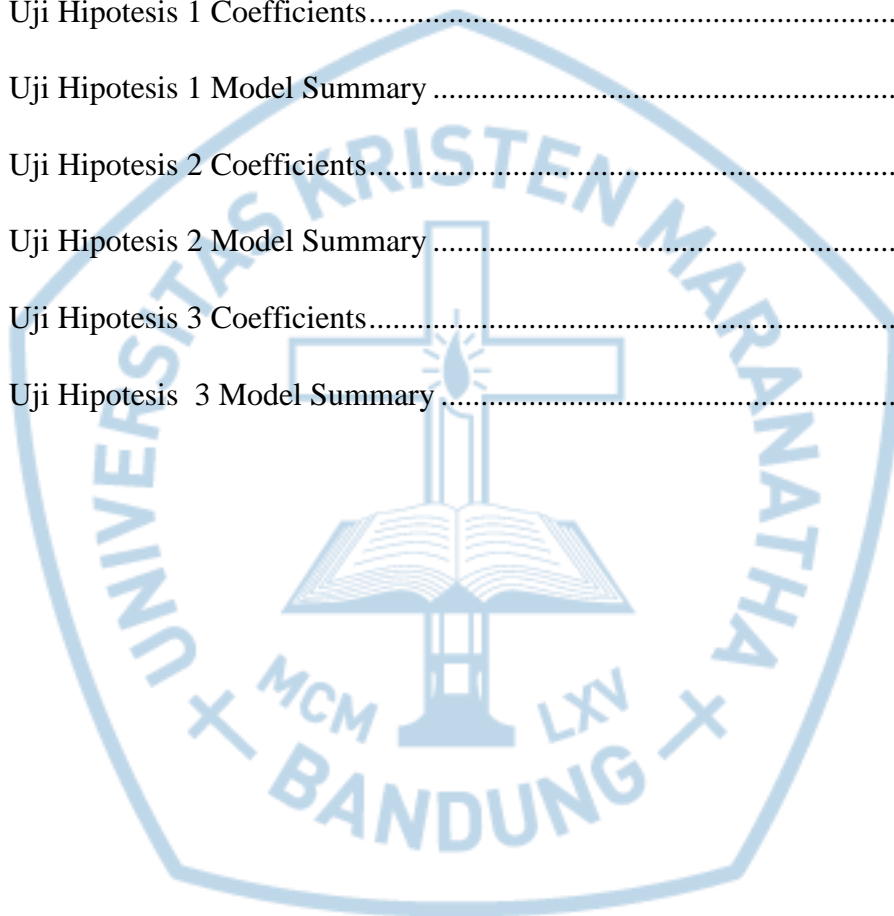 Uji Hipotesis 1 Coefficients......................................................................
Uji Hipotesis 1 Model Summary ..............................................................
Uji Hipotesis 2 Coefficients......................................................................
Uji Hipotesis 2 Model Summary ..............................................................
Uji Hipotesis 3 Coefficients......................................................................
Uji Hipotesis  3 Model Summary .............................................................
UNIVERSITAS KRISTEN MARANATHA
MCM LXV
BANDUNG